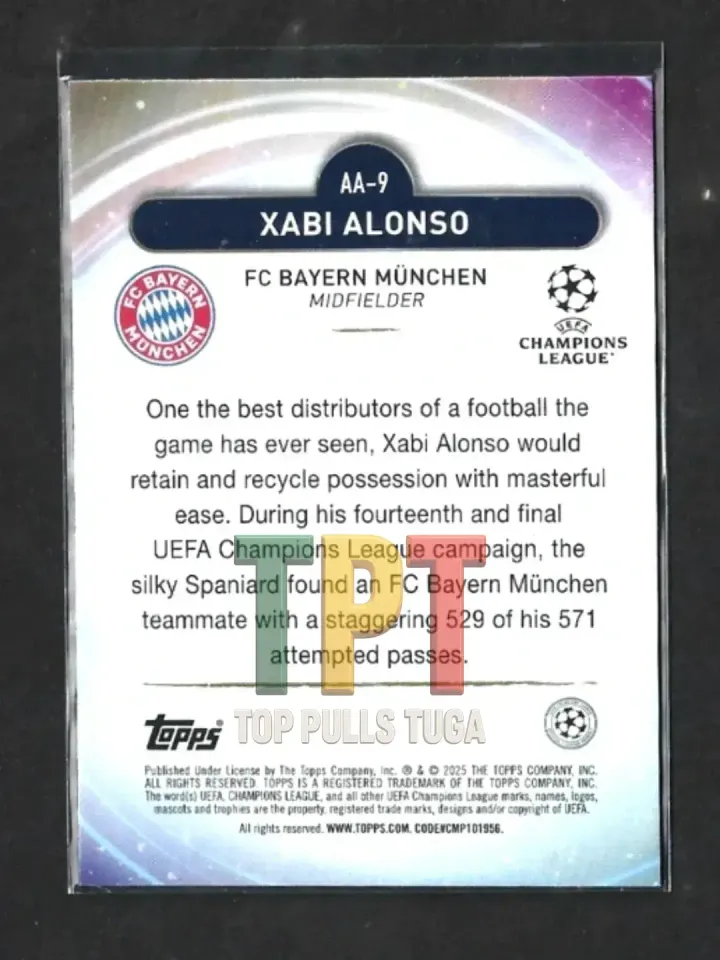 AA-9
XABI ALONSO
FC BAYERN MÜNCHEN
FC BAYERN MÜNCHEN
MIDFIELDER
UEFA
CHAMPIONS
LEAGUE
One the best distributors of a football the
game has ever seen, Xabi Alonso would
retain and recycle possession with masterful
ease. During his fourteenth and final
UEFA Champions League campaign, the
silky Spaniard found an FC Bayern München
teammate with a staggering 529 of his 571
attempted passes.
TPT
TOP PULLS TUGA
topps®
Published Under License by The Topps Company, Inc. ® & © 2025 THE TOPPS COMPANY, INC.
ALL RIGHTS RESERVED. TOPPS IS A REGISTERED TRADEMARK OF THE TOPPS COMPANY, INC.
The word(s) UEFA, CHAMPIONS LEAGUE, and all other UEFA Champions League marks, names, logos,
mascots and trophies are the property, registered trade marks, designs and/or copyright of UEFA.
All rights reserved. WWW.TOPPS.COM. CODE#CMP101956.